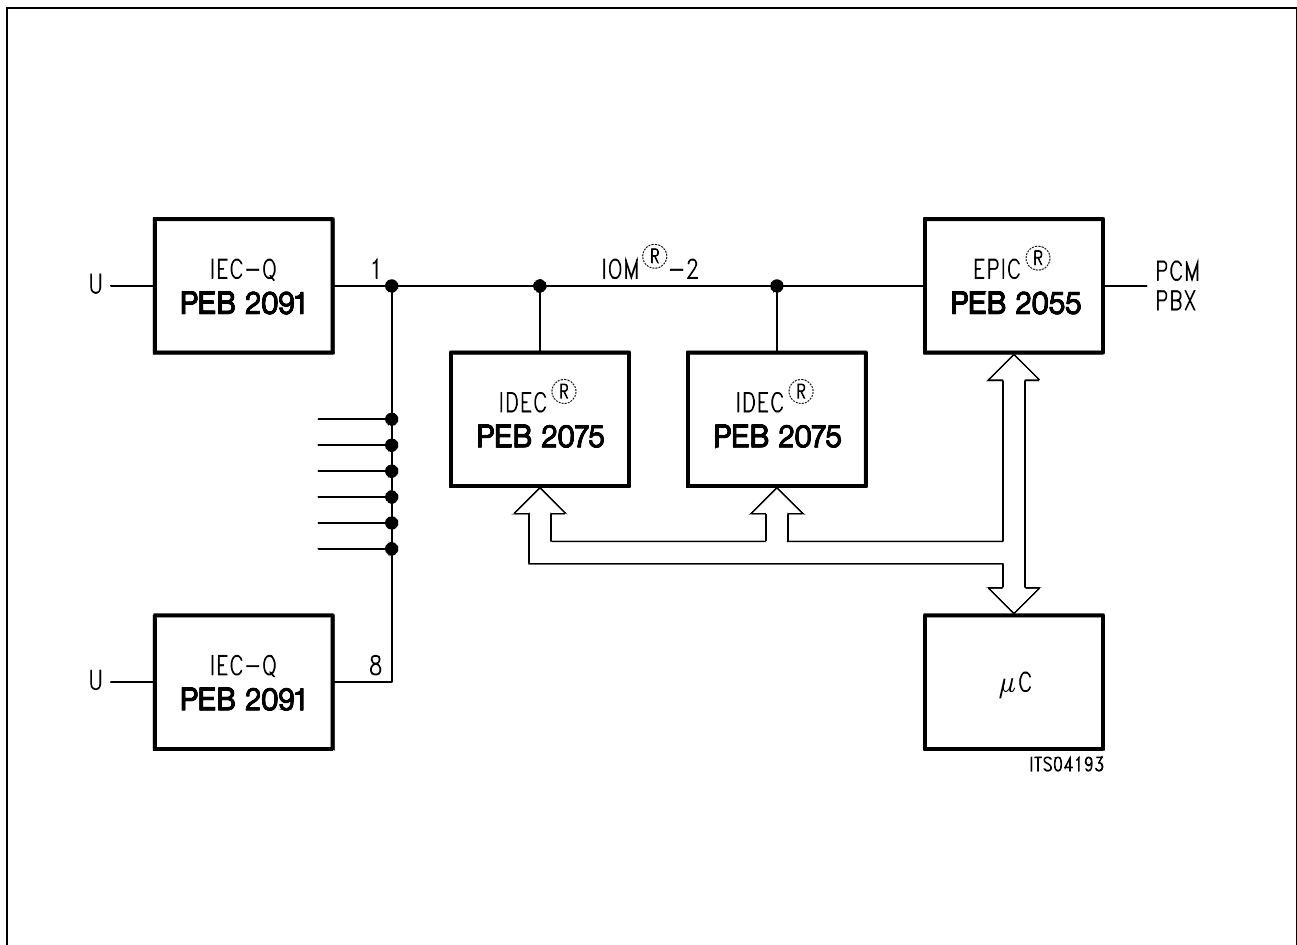 U
IEC-Q
PEB 2091
1
IOM®-2
EPIC®
PEB 2055
PCM
PBX
IDEC®
PEB 2075
IDEC®
PEB 2075
U
IEC-Q
PEB 2091
8
µC
ITS04193